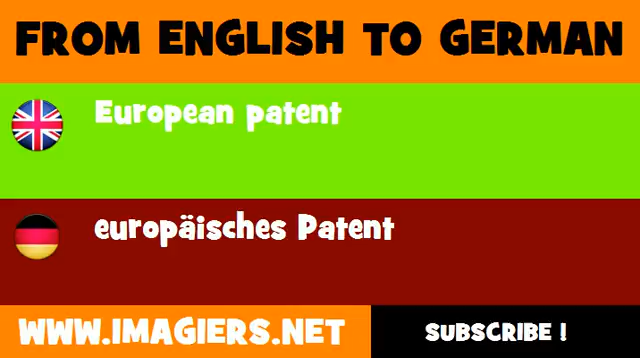 FROM ENGLISH TO GERMAN
European patent
europäisches Patent
WWW.IMAGIERS.NET
SUBSCRIBE !